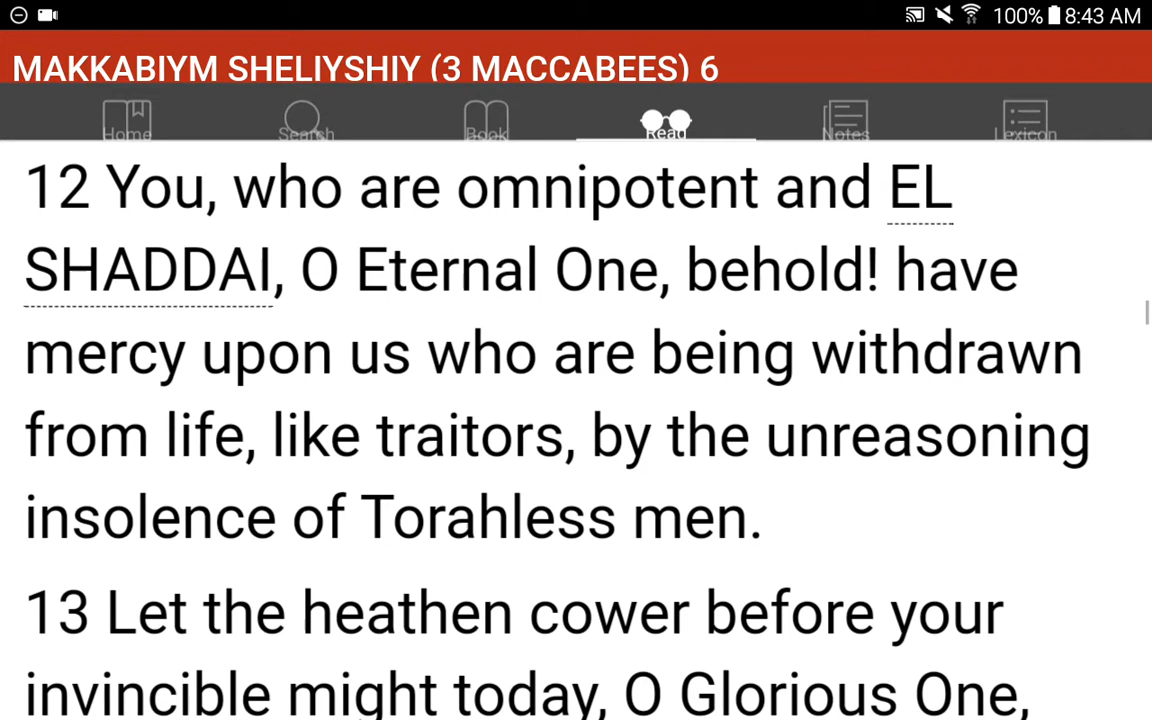 100% 8:43 AM
MAKKABIYM SHELIYSHIY (3 MACCABEES) 6
Home Search Book Read Notes Lexicon
12 You, who are omnipotent and EL
SHADDAI, O Eternal One, behold! have
mercy upon us who are being withdrawn
from life, like traitors, by the unreasoning
insolence of Torahless men.
13 Let the heathen cower before your
invincible might today, O Glorious One,